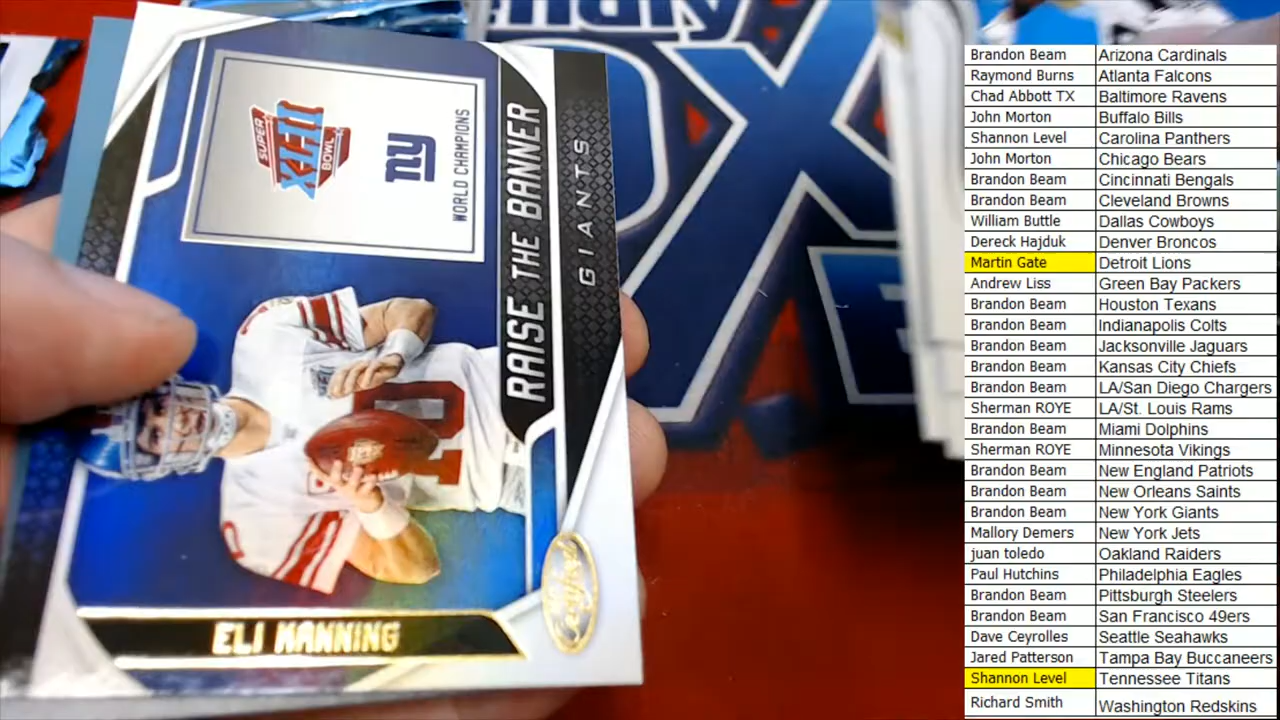 SUPER
XLII
BOWL
ny
WORLD CHAMPIONS
RAISE THE BANNER
GIANTS
10
ELI MANNING
Certified
Brandon Beam Arizona Cardinals
Raymond Burns Atlanta Falcons
Chad Abbott TX Baltimore Ravens
John Morton Buffalo Bills
Shannon Level Carolina Panthers
John Morton Chicago Bears
Brandon Beam Cincinnati Bengals
Brandon Beam Cleveland Browns
William Buttle Dallas Cowboys
Dereck Hajduk Denver Broncos
Martin Gate Detroit Lions
Andrew Liss Green Bay Packers
Brandon Beam Houston Texans
Brandon Beam Indianapolis Colts
Brandon Beam Jacksonville Jaguars
Brandon Beam Kansas City Chiefs
Brandon Beam LA/San Diego Chargers
Sherman ROYE LA/St. Louis Rams
Brandon Beam Miami Dolphins
Sherman ROYE Minnesota Vikings
Brandon Beam New England Patriots
Brandon Beam New Orleans Saints
Brandon Beam New York Giants
Mallory Demers New York Jets
juan toledo Oakland Raiders
Paul Hutchins Philadelphia Eagles
Brandon Beam Pittsburgh Steelers
Brandon Beam San Francisco 49ers
Dave Ceyrolles Seattle Seahawks
Jared Patterson Tampa Bay Buccaneers
Shannon Level Tennessee Titans
Richard Smith Washington Redskins